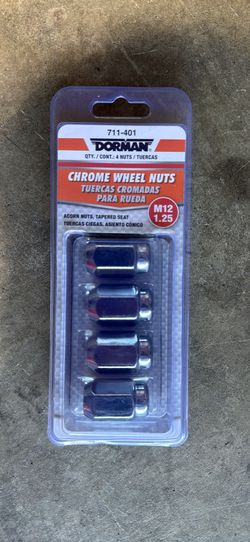 711-401
DORMAN
QTY. / CONT.: 4 NUTS / TUERCAS
CHROME WHEEL NUTS
TUERCAS CROMADAS
PARA RUEDA
M12
1.25
ACORN NUTS, TAPERED SEAT
TUERCAS CIEGAS, ASIENTO CÓNICO